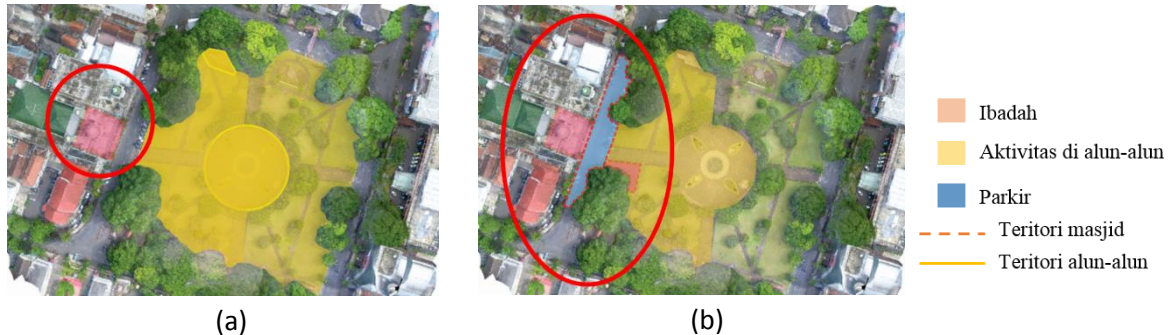 Ibadah
Aktivitas di alun-alun
Parkir
Teritori masjid
Teritori alun-alun
(a)
(b)